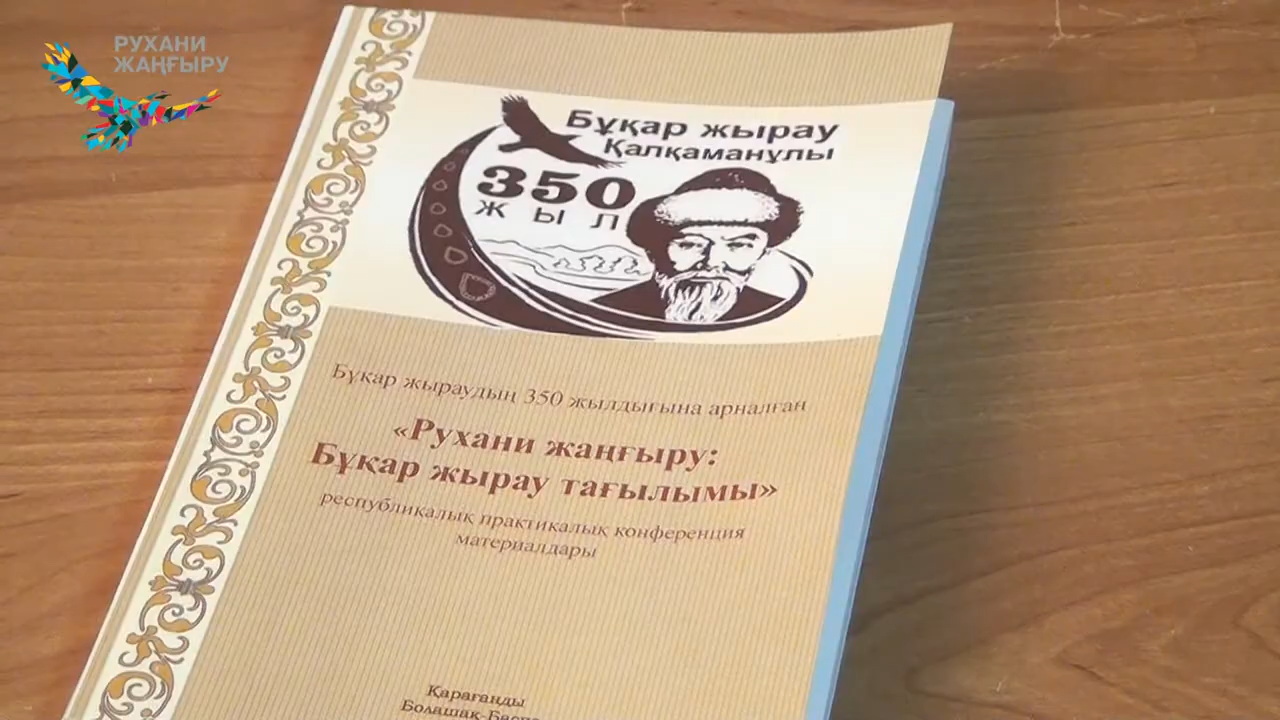 РУХАНИ
ЖАҢҒЫРУ
Бұқар жырау
Қалқаманұлы
350
ЖЫЛ
Бұқар жыраудың 350 жылдығына арналған
«Рухани жаңғыру:
Бұқар жырау тағылымы»
республикалық практикалық конференция
материалдары
Қарағанды